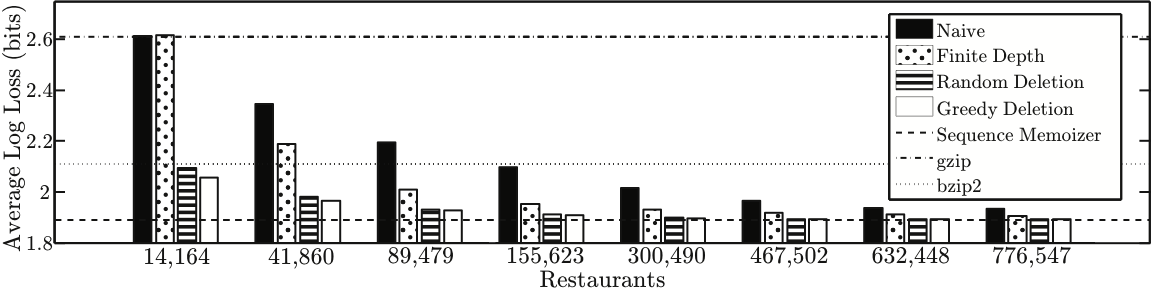 Average Log Loss (bits)
2.6
2.4
2.2
2
1.8
Naive
Finite Depth
Random Deletion
Greedy Deletion
Sequence Memoizer
gzip
bzip2
14,164 41,860 89,479 155,623 300,490 467,502 632,448 776,547
Restaurants